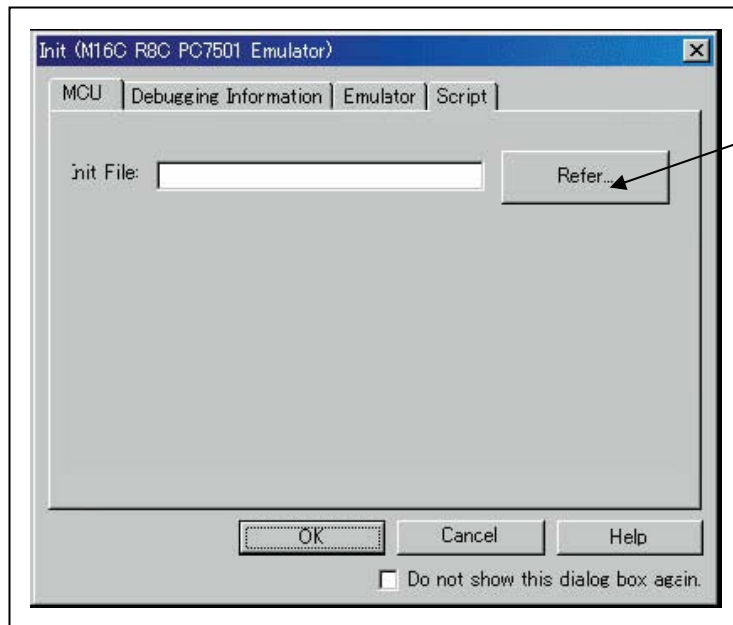 Init (M16C R8C PC7501 Emulator)
MCU Debugging Information Emulator Script
Init File: Refer...
OK Cancel Help
Do not show this dialog box again.